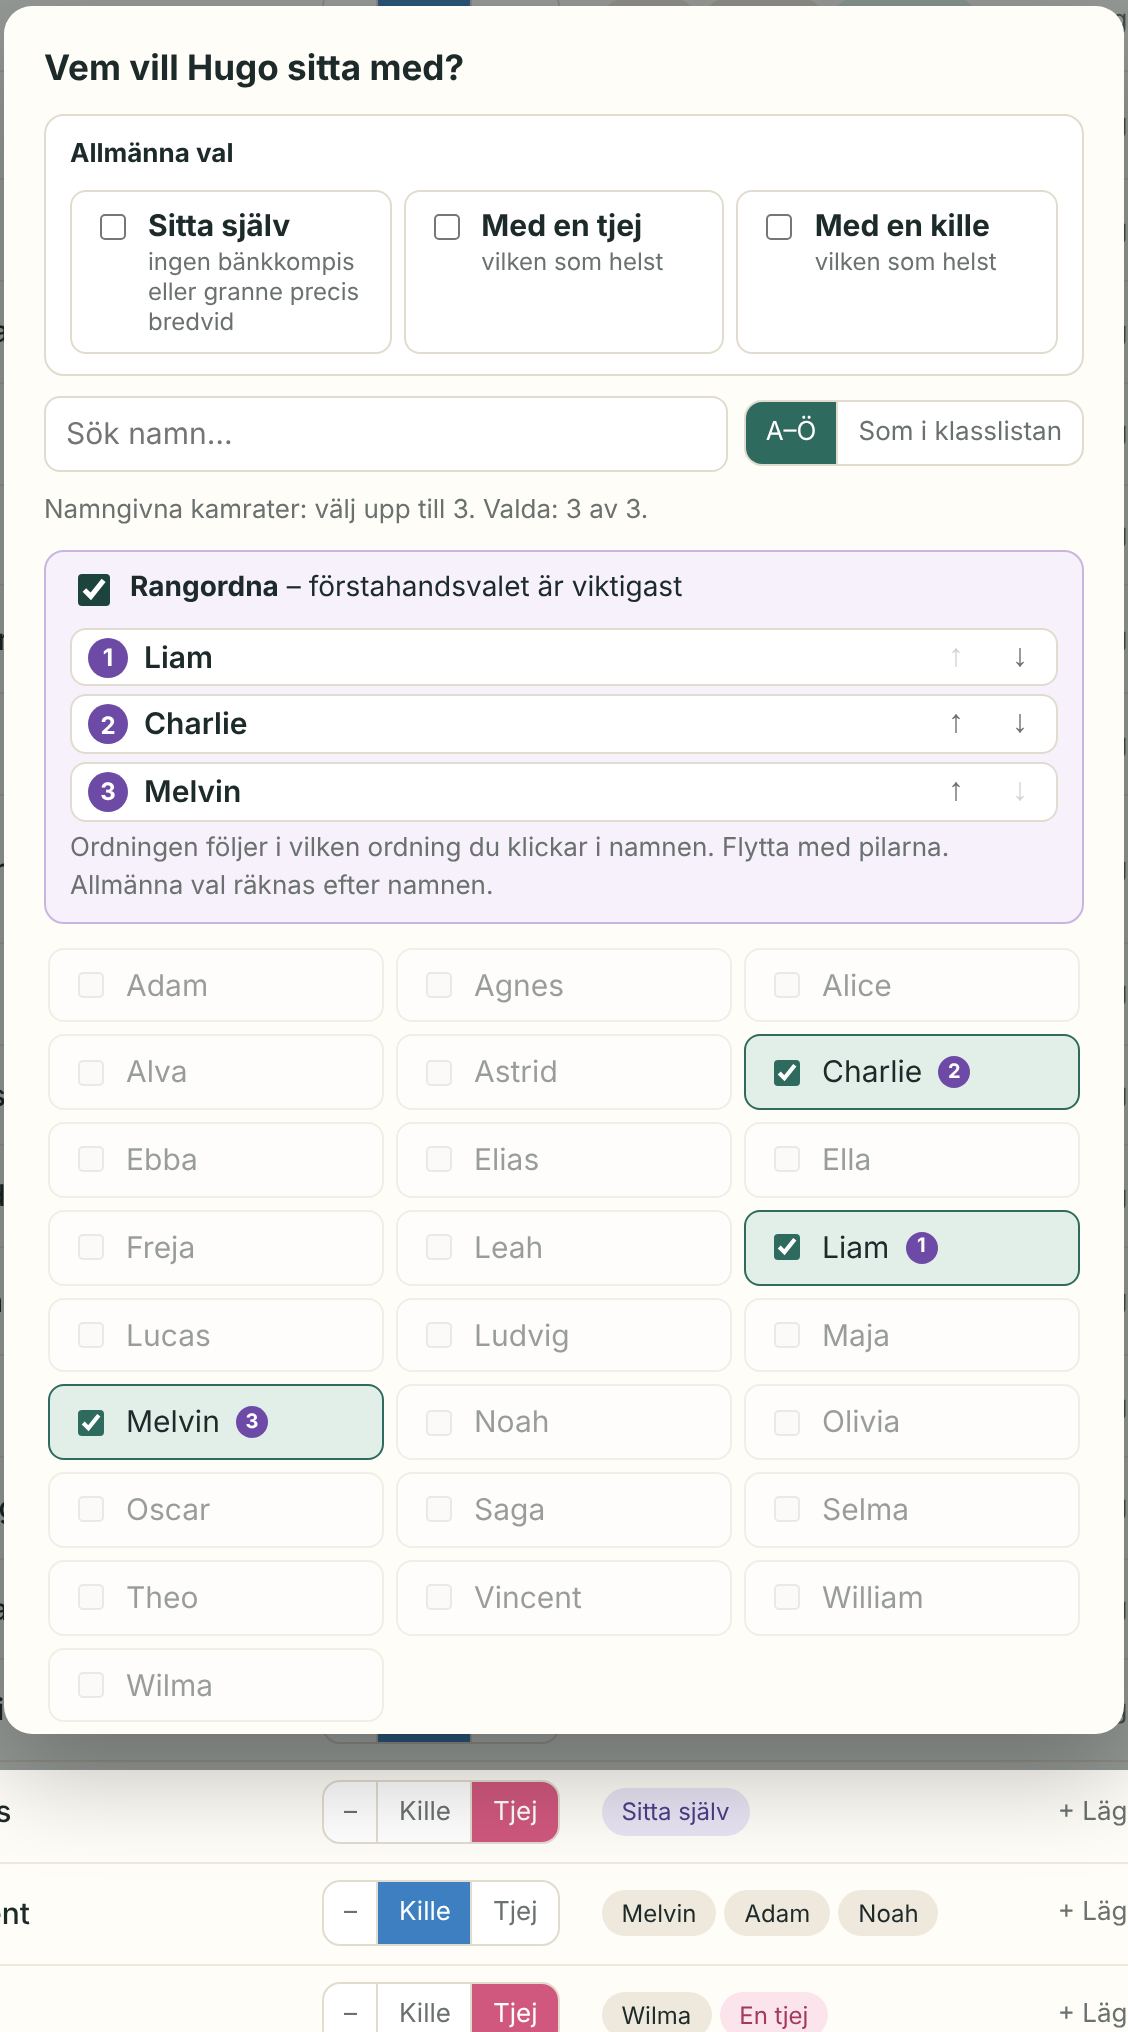 Vem vill Hugo sitta med?
Allmänna val
Sitta själv
ingen bänkkompis
eller granne precis
bredvid
Med en tjej
vilken som helst
Med en kille
vilken som helst
Sök namn...
A–Ö Som i klasslistan
Namngivna kamrater: välj upp till 3. Valda: 3 av 3.
Rangordna – förstahandsvalet är viktigast
1 Liam ↑ ↓
2 Charlie ↑ ↓
3 Melvin ↑ ↓
Ordningen följer i vilken ordning du klickar i namnen. Flytta med pilarna.
Allmänna val räknas efter namnen.
Adam Agnes Alice
Alva Astrid Charlie 2
Ebba Elias Ella
Freja Leah Liam 1
Lucas Ludvig Maja
Melvin 3 Noah Olivia
Oscar Saga Selma
Theo Vincent William
Wilma
s – Kille Tjej Sitta själv + Läg
ent – Kille Tjej Melvin Adam Noah + Läg
– Kille Tjej Wilma En tjej + Läg